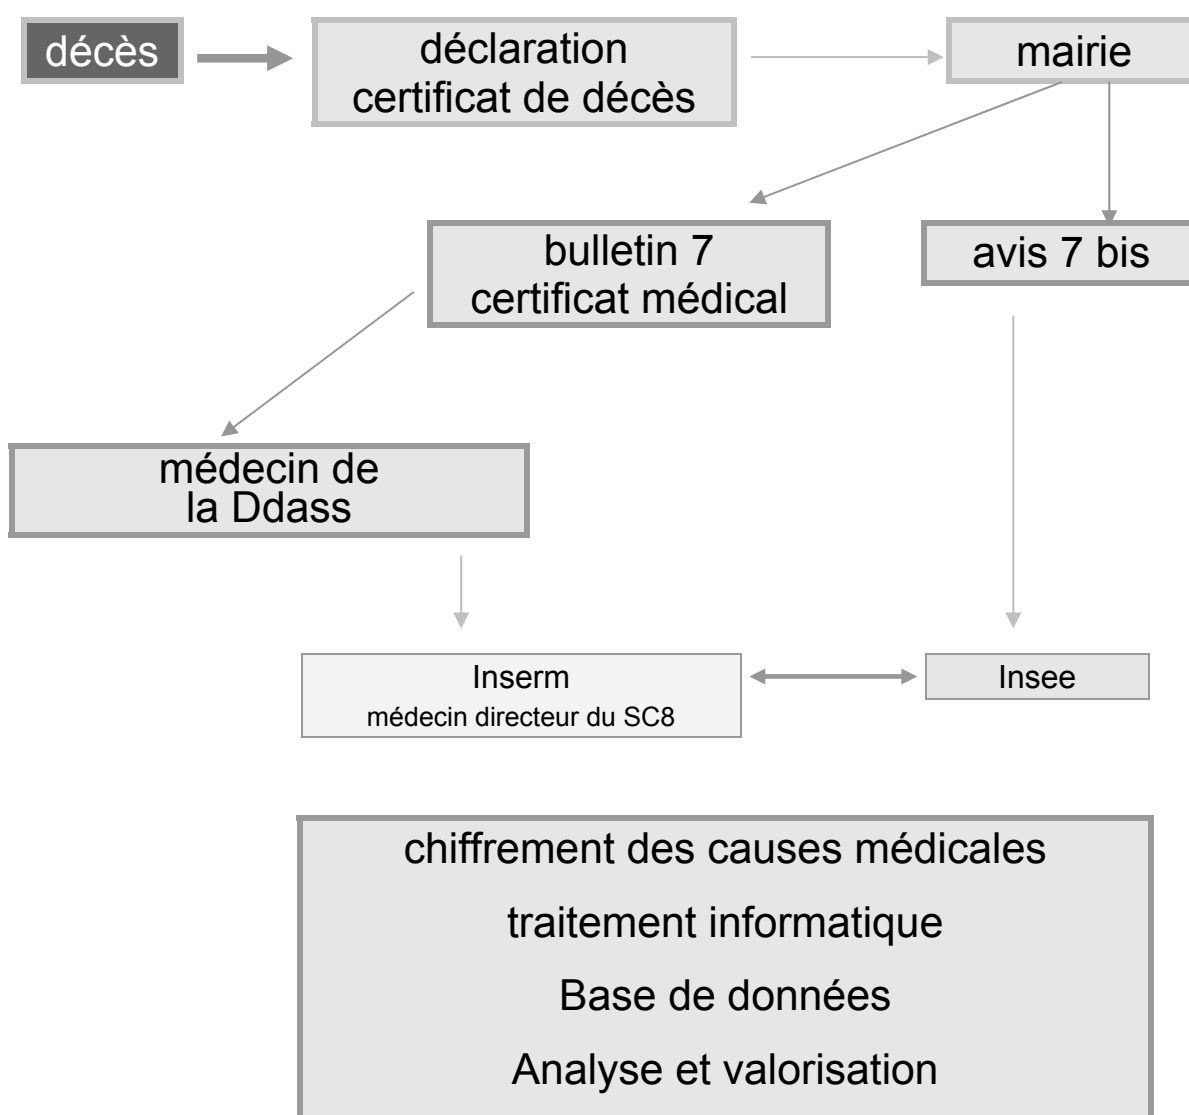 décès
déclaration
certificat de décès
mairie
bulletin 7
certificat médical
avis 7 bis
médecin de
la Ddass
Inserm
médecin directeur du SC8
Insee
chiffrement des causes médicales
traitement informatique
Base de données
Analyse et valorisation